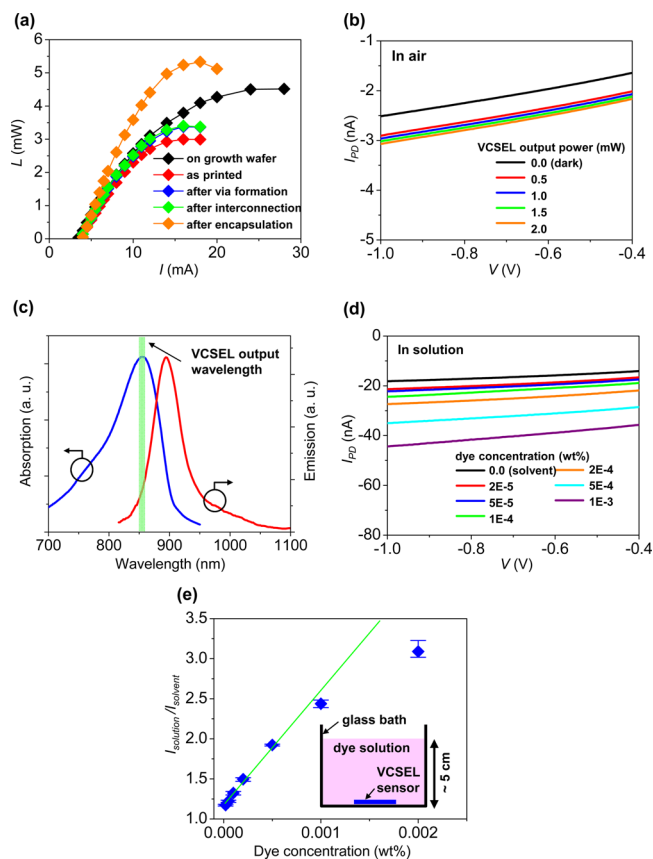 (a)
6
5
4
3
2
1
0
L (mW)
on growth wafer
as printed
after via formation
after interconnection
after encapsulation
0
10
20
30
I (mA)
(b)
-1
-2
-3
-4
-5
I_PD (nA)
In air
VCSEL output power (mW)
0.0 (dark)
0.5
1.0
1.5
2.0
-1.0
-0.8
-0.6
-0.4
V (V)
(c)
VCSEL output
wavelength
Absorption (a. u.)
Emission (a. u.)
700
800
900
1000
1100
Wavelength (nm)
(d)
0
-20
-40
-60
-80
I_PD (nA)
In solution
dye concentration (wt%)
0.0 (solvent)
2E-5
5E-5
1E-4
2E-4
5E-4
1E-3
-1.0
-0.8
-0.6
-0.4
V (V)
(e)
3.5
3.0
2.5
2.0
1.5
1.0
I_solution/I_solvent
glass bath
dye solution
VCSEL
sensor
~ 5 cm
0.000
0.001
0.002
Dye concentration (wt%)